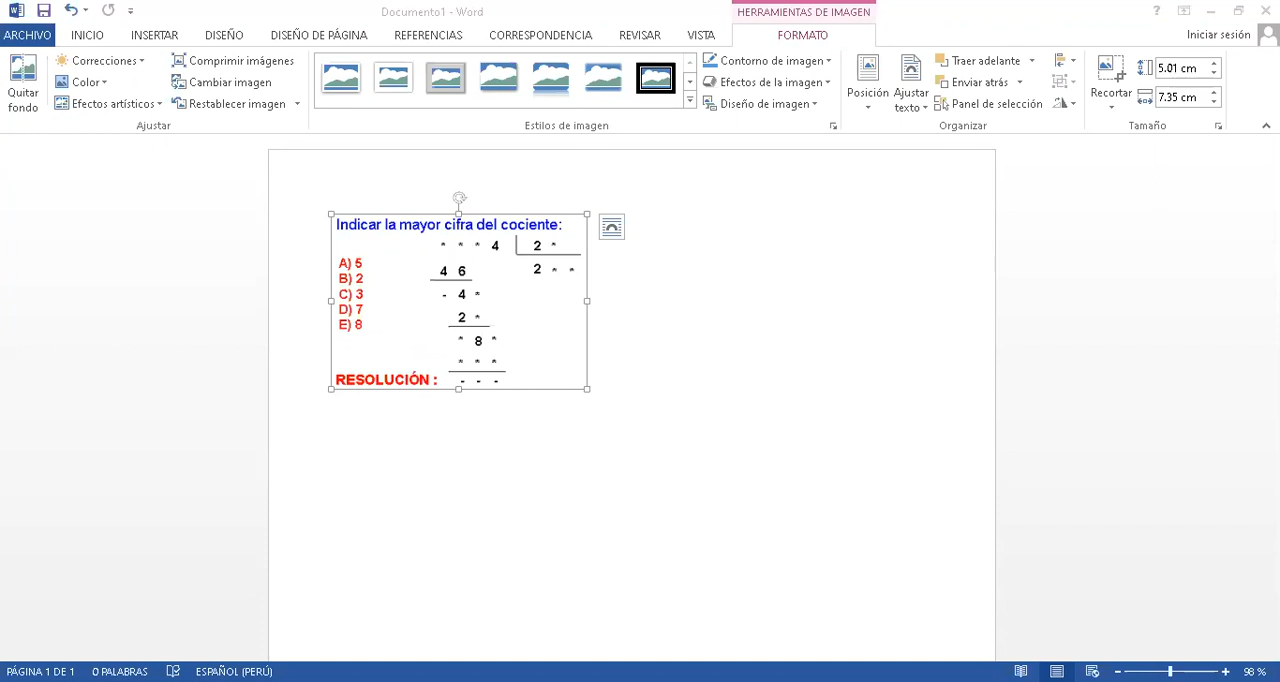 Documento1 - Word
HERRAMIENTAS DE IMAGEN
ARCHIVO INICIO INSERTAR DISEÑO DISEÑO DE PÁGINA REFERENCIAS CORRESPONDENCIA REVISAR VISTA FORMATO Iniciar sesión
Quitar fondo
Correcciones
Color
Efectos artísticos
Comprimir imágenes
Cambiar imagen
Restablecer imagen
Ajustar
Contorno de imagen
Efectos de la imagen
Diseño de imagen
Estilos de imagen
Posición
Ajustar texto
Traer adelante
Enviar atrás
Panel de selección
Organizar
Recortar
5.01 cm
7.35 cm
Tamaño
Indicar la mayor cifra del cociente:
* * * 4 2 *
A) 5
B) 2
C) 3
D) 7
E) 8
4 6 2 * *
- 4 *
2 *
* 8 *
* * *
RESOLUCIÓN : - - -
PÁGINA 1 DE 1 0 PALABRAS ESPAÑOL (PERÚ) 98 %